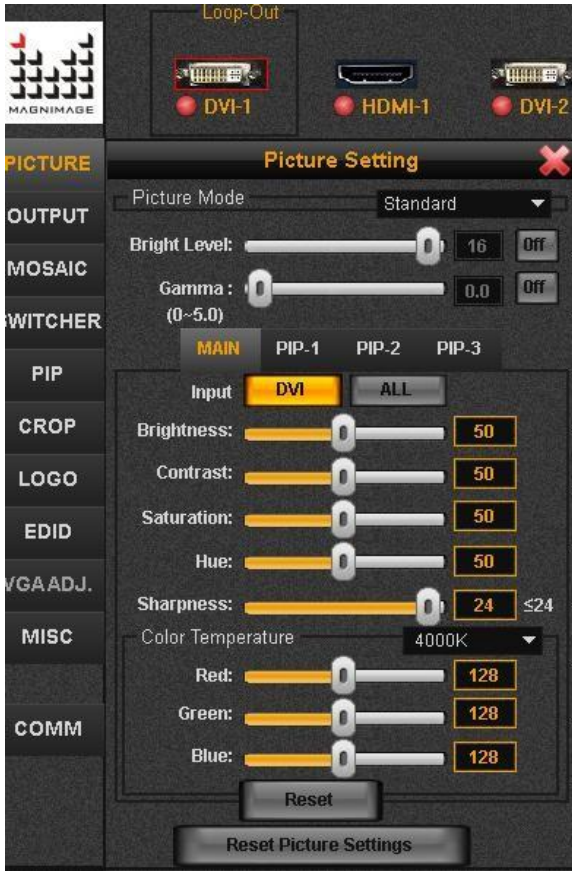 Loop-Out
MAGNIMAGE
DVI-1
HDMI-1
DVI-2
PICTURE
OUTPUT
MOSAIC
SWITCHER
PIP
CROP
LOGO
EDID
VGA ADJ.
MISC
COMM
Picture Setting
Picture Mode Standard
Bright Level: 16 Off
Gamma : 0.0 Off
(0~5.0)
MAIN PIP-1 PIP-2 PIP-3
Input DVI ALL
Brightness: 50
Contrast: 50
Saturation: 50
Hue: 50
Sharpness: 24 ≤24
Color Temperature 4000K
Red: 128
Green: 128
Blue: 128
Reset
Reset Picture Settings